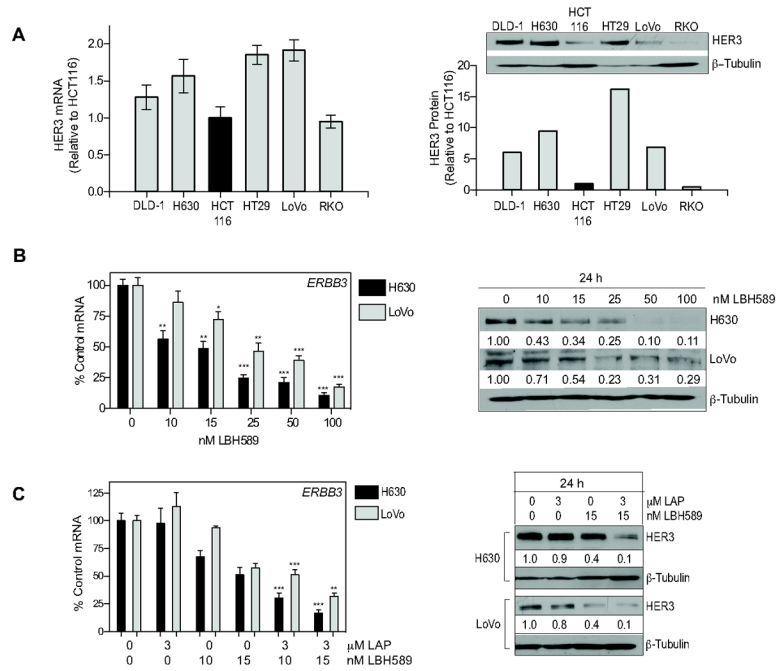 A
HER3 mRNA
(Relative to HCT116)
2.0
1.5
1.0
0.5
0.0
DLD-1 H630 HCT 116 HT29 LoVo RKO
DLD-1 H630 HCT 116 HT29 LoVo RKO
HER3
β–Tubulin
HER3 Protein
(Relative to HCT116)
20
15
10
5
0
DLD-1 H630 HCT 116 HT29 LoVo RKO
B
% Control mRNA
100
75
50
25
0
ERBB3
H630
LoVo
** ** * *** ** *** *** *** ***
0 10 15 25 50 100
nM LBH589
24 h
0 10 15 25 50 100 nM LBH589
H630
1.00 0.43 0.34 0.25 0.10 0.11
LoVo
1.00 0.71 0.54 0.23 0.31 0.29
β-Tubulin
C
% Control mRNA
125
100
75
50
25
0
ERBB3
H630
LoVo
*** *** *** **
0 3 0 0 3 3 μM LAP
0 0 10 15 10 15 nM LBH589
24 h
0 3 0 3 μM LAP
0 0 15 15 nM LBH589
H630
HER3
1.0 0.9 0.4 0.1
β-Tubulin
LoVo
HER3
1.0 0.8 0.4 0.1
β-Tubulin